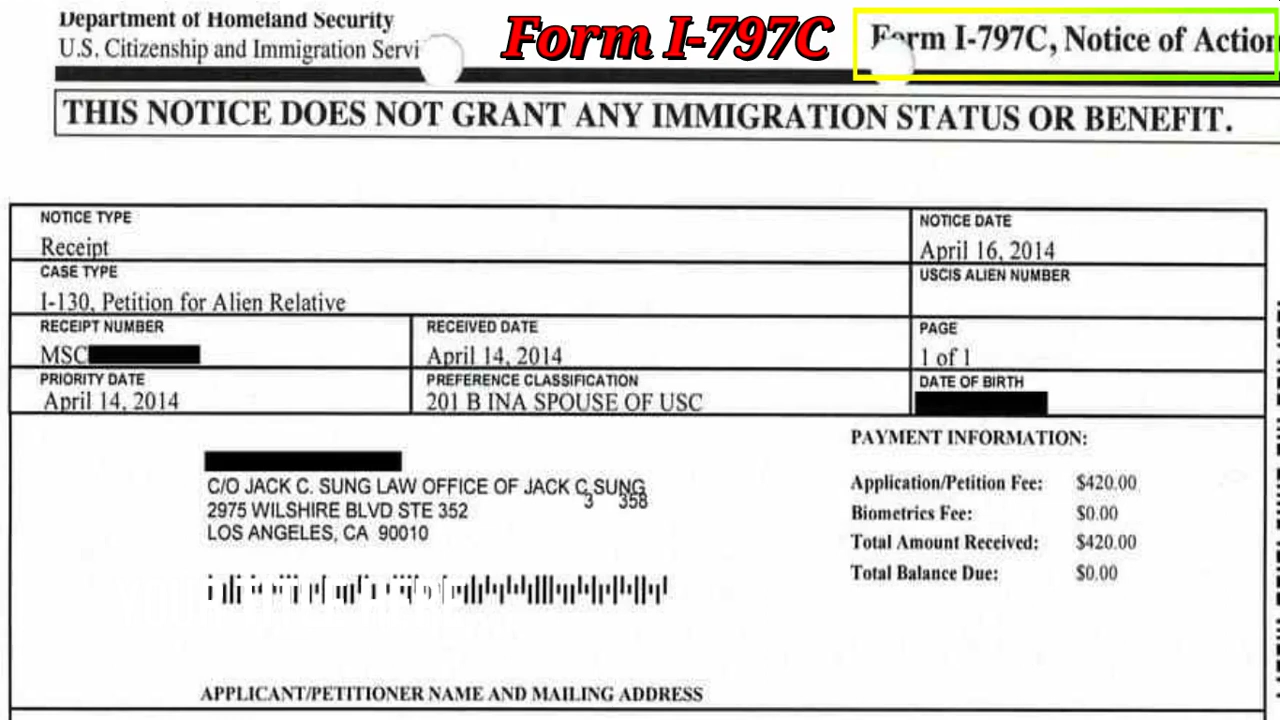 Department of Homeland Security
U.S. Citizenship and Immigration Servi
Form I-797C
Form I-797C, Notice of Action
THIS NOTICE DOES NOT GRANT ANY IMMIGRATION STATUS OR BENEFIT.
NOTICE TYPE
Receipt
NOTICE DATE
April 16, 2014
CASE TYPE
I-130, Petition for Alien Relative
USCIS ALIEN NUMBER
RECEIPT NUMBER
MSC
RECEIVED DATE
April 14, 2014
PAGE
1 of 1
PRIORITY DATE
April 14, 2014
PREFERENCE CLASSIFICATION
201 B INA SPOUSE OF USC
DATE OF BIRTH
C/O JACK C. SUNG LAW OFFICE OF JACK C SUNG
3 358
2975 WILSHIRE BLVD STE 352
LOS ANGELES, CA 90010
PAYMENT INFORMATION:
Application/Petition Fee: $420.00
Biometrics Fee: $0.00
Total Amount Received: $420.00
Total Balance Due: $0.00
APPLICANT/PETITIONER NAME AND MAILING ADDRESS